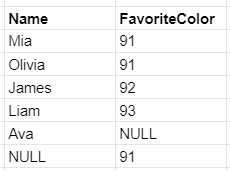 Name FavoriteColor
Mia 91
Olivia 91
James 92
Liam 93
Ava NULL
NULL 91